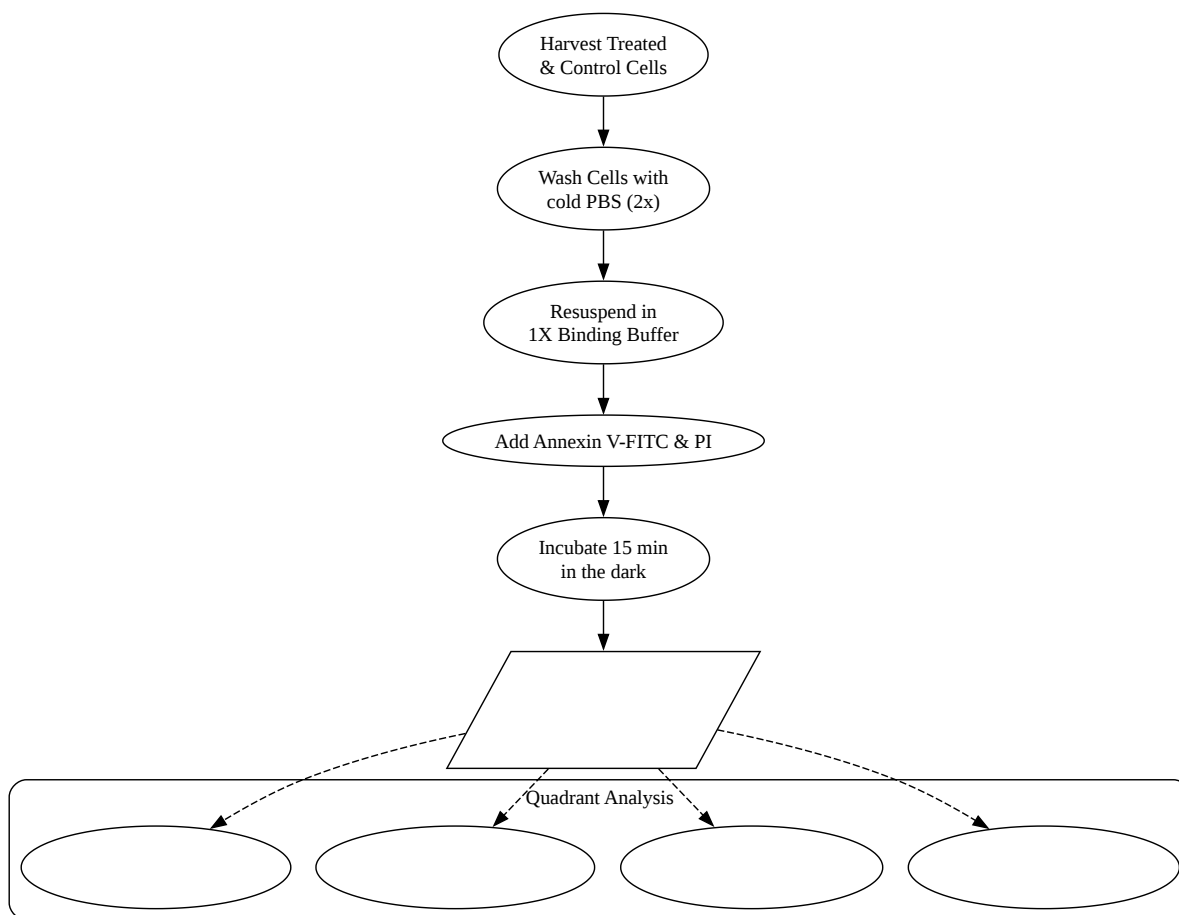 Harvest Treated
& Control Cells
Wash Cells with
cold PBS (2x)
Resuspend in
1X Binding Buffer
Add Annexin V-FITC & PI
Incubate 15 min
in the dark
Quadrant Analysis